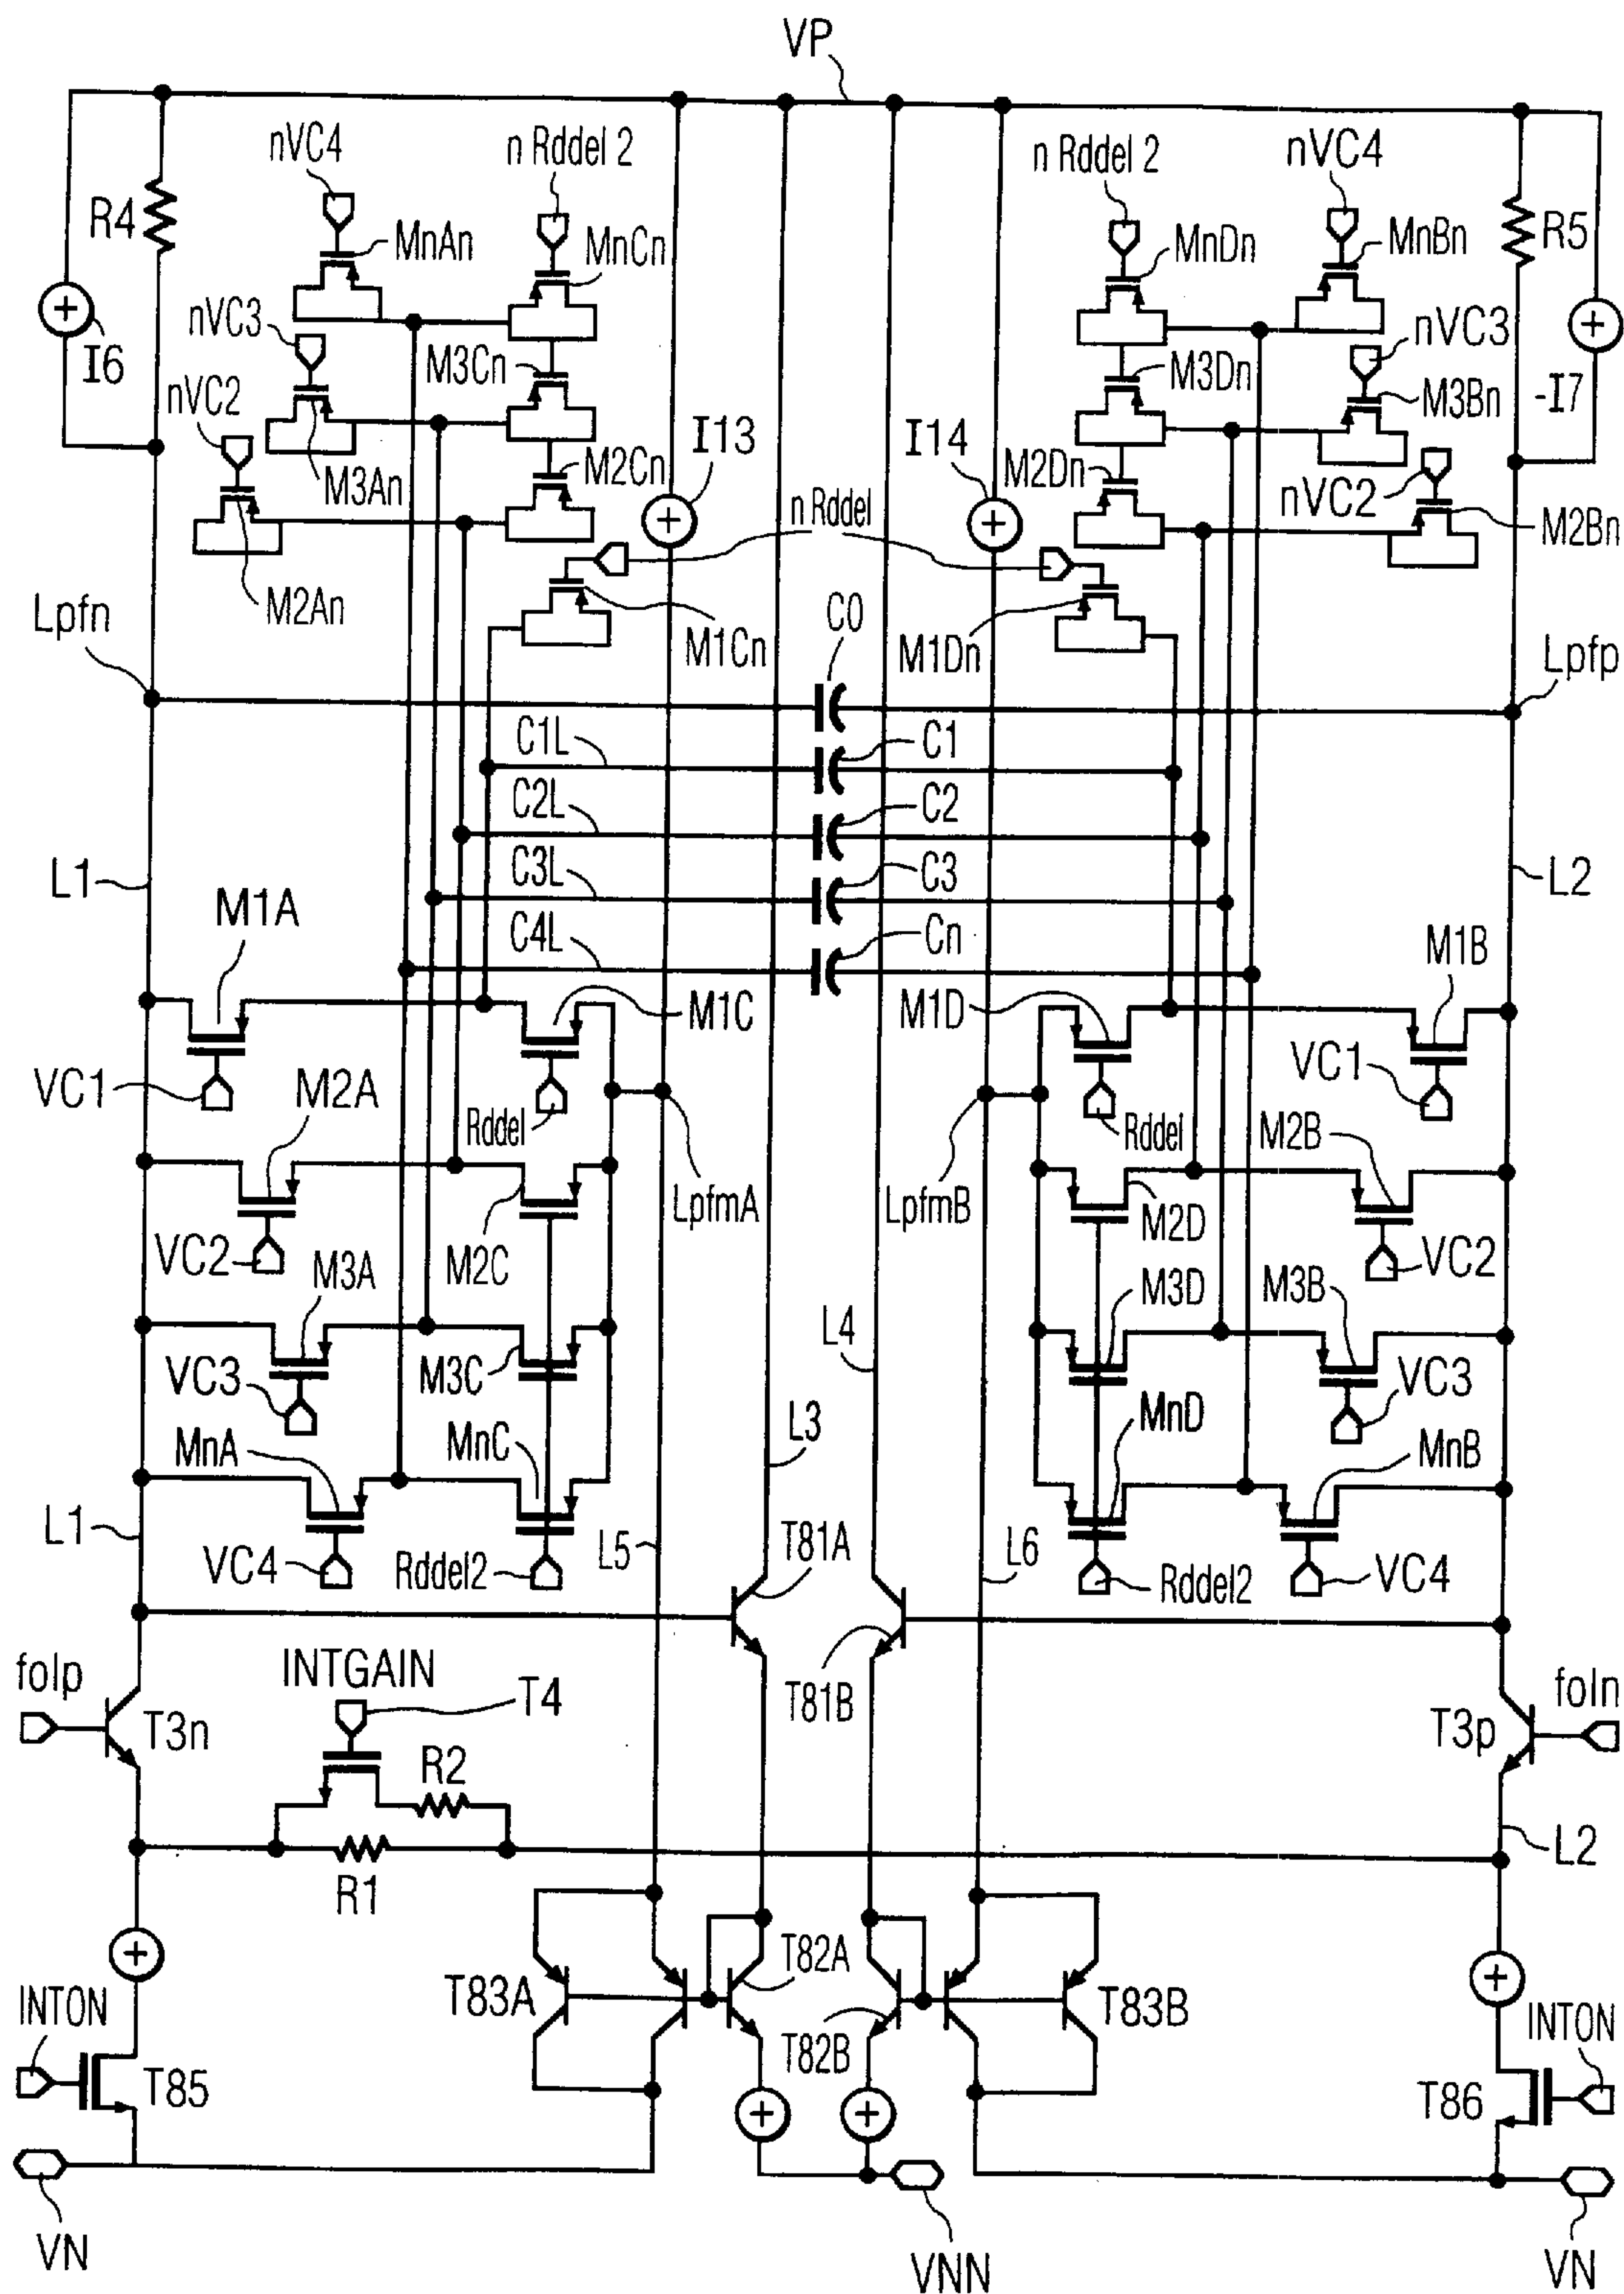 VP
nVC4
n Rddel 2
n Rddel 2
nVC4
R4
MnAn
MnCn
MnDn
MnBn
R5
I6
nVC3
M3Cn
M3Dn
nVC3
M3Bn
-I7
nVC2
M3An
M2Cn
I13
I14
M2Dn
nVC2
n Rddel
M2Bn
M2An
Lpfn
M1Cn
C0
M1Dn
Lpfp
C1L
C1
C2L
C2
L1
C3L
C3
L2
M1A
C4L
Cn
M1B
M1C
M1D
VC1
M2A
Rddel
Rddel
VC1
M2B
LpfmA
LpfmB
M2D
VC2
M3A
M2C
VC2
M3D
M3B
L4
VC3
M3C
VC3
MnA
MnC
L3
MnD
MnB
L1
VC4
Rddel2
L5
T81A
L6
Rddel2
VC4
INTGAIN
folp
T4
T81B
foln
T3n
T3p
R2
R1
L2
T83A
T82A
T83B
INTON
T82B
INTON
T85
T86
VN
VNN
VN